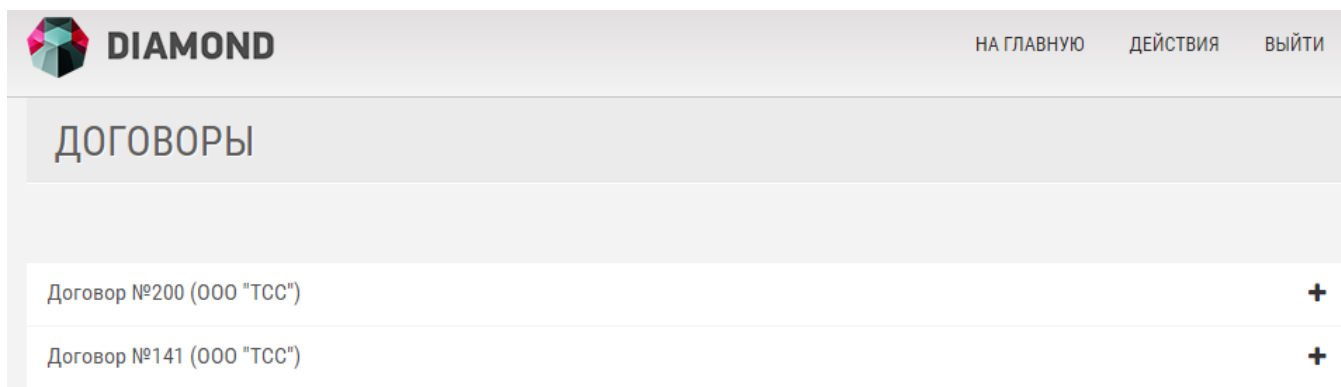 DIAMOND НА ГЛАВНУЮ ДЕЙСТВИЯ ВЫЙТИ
ДОГОВОРЫ
Договор №200 (ООО "ТСС")
Договор №141 (ООО "ТСС")